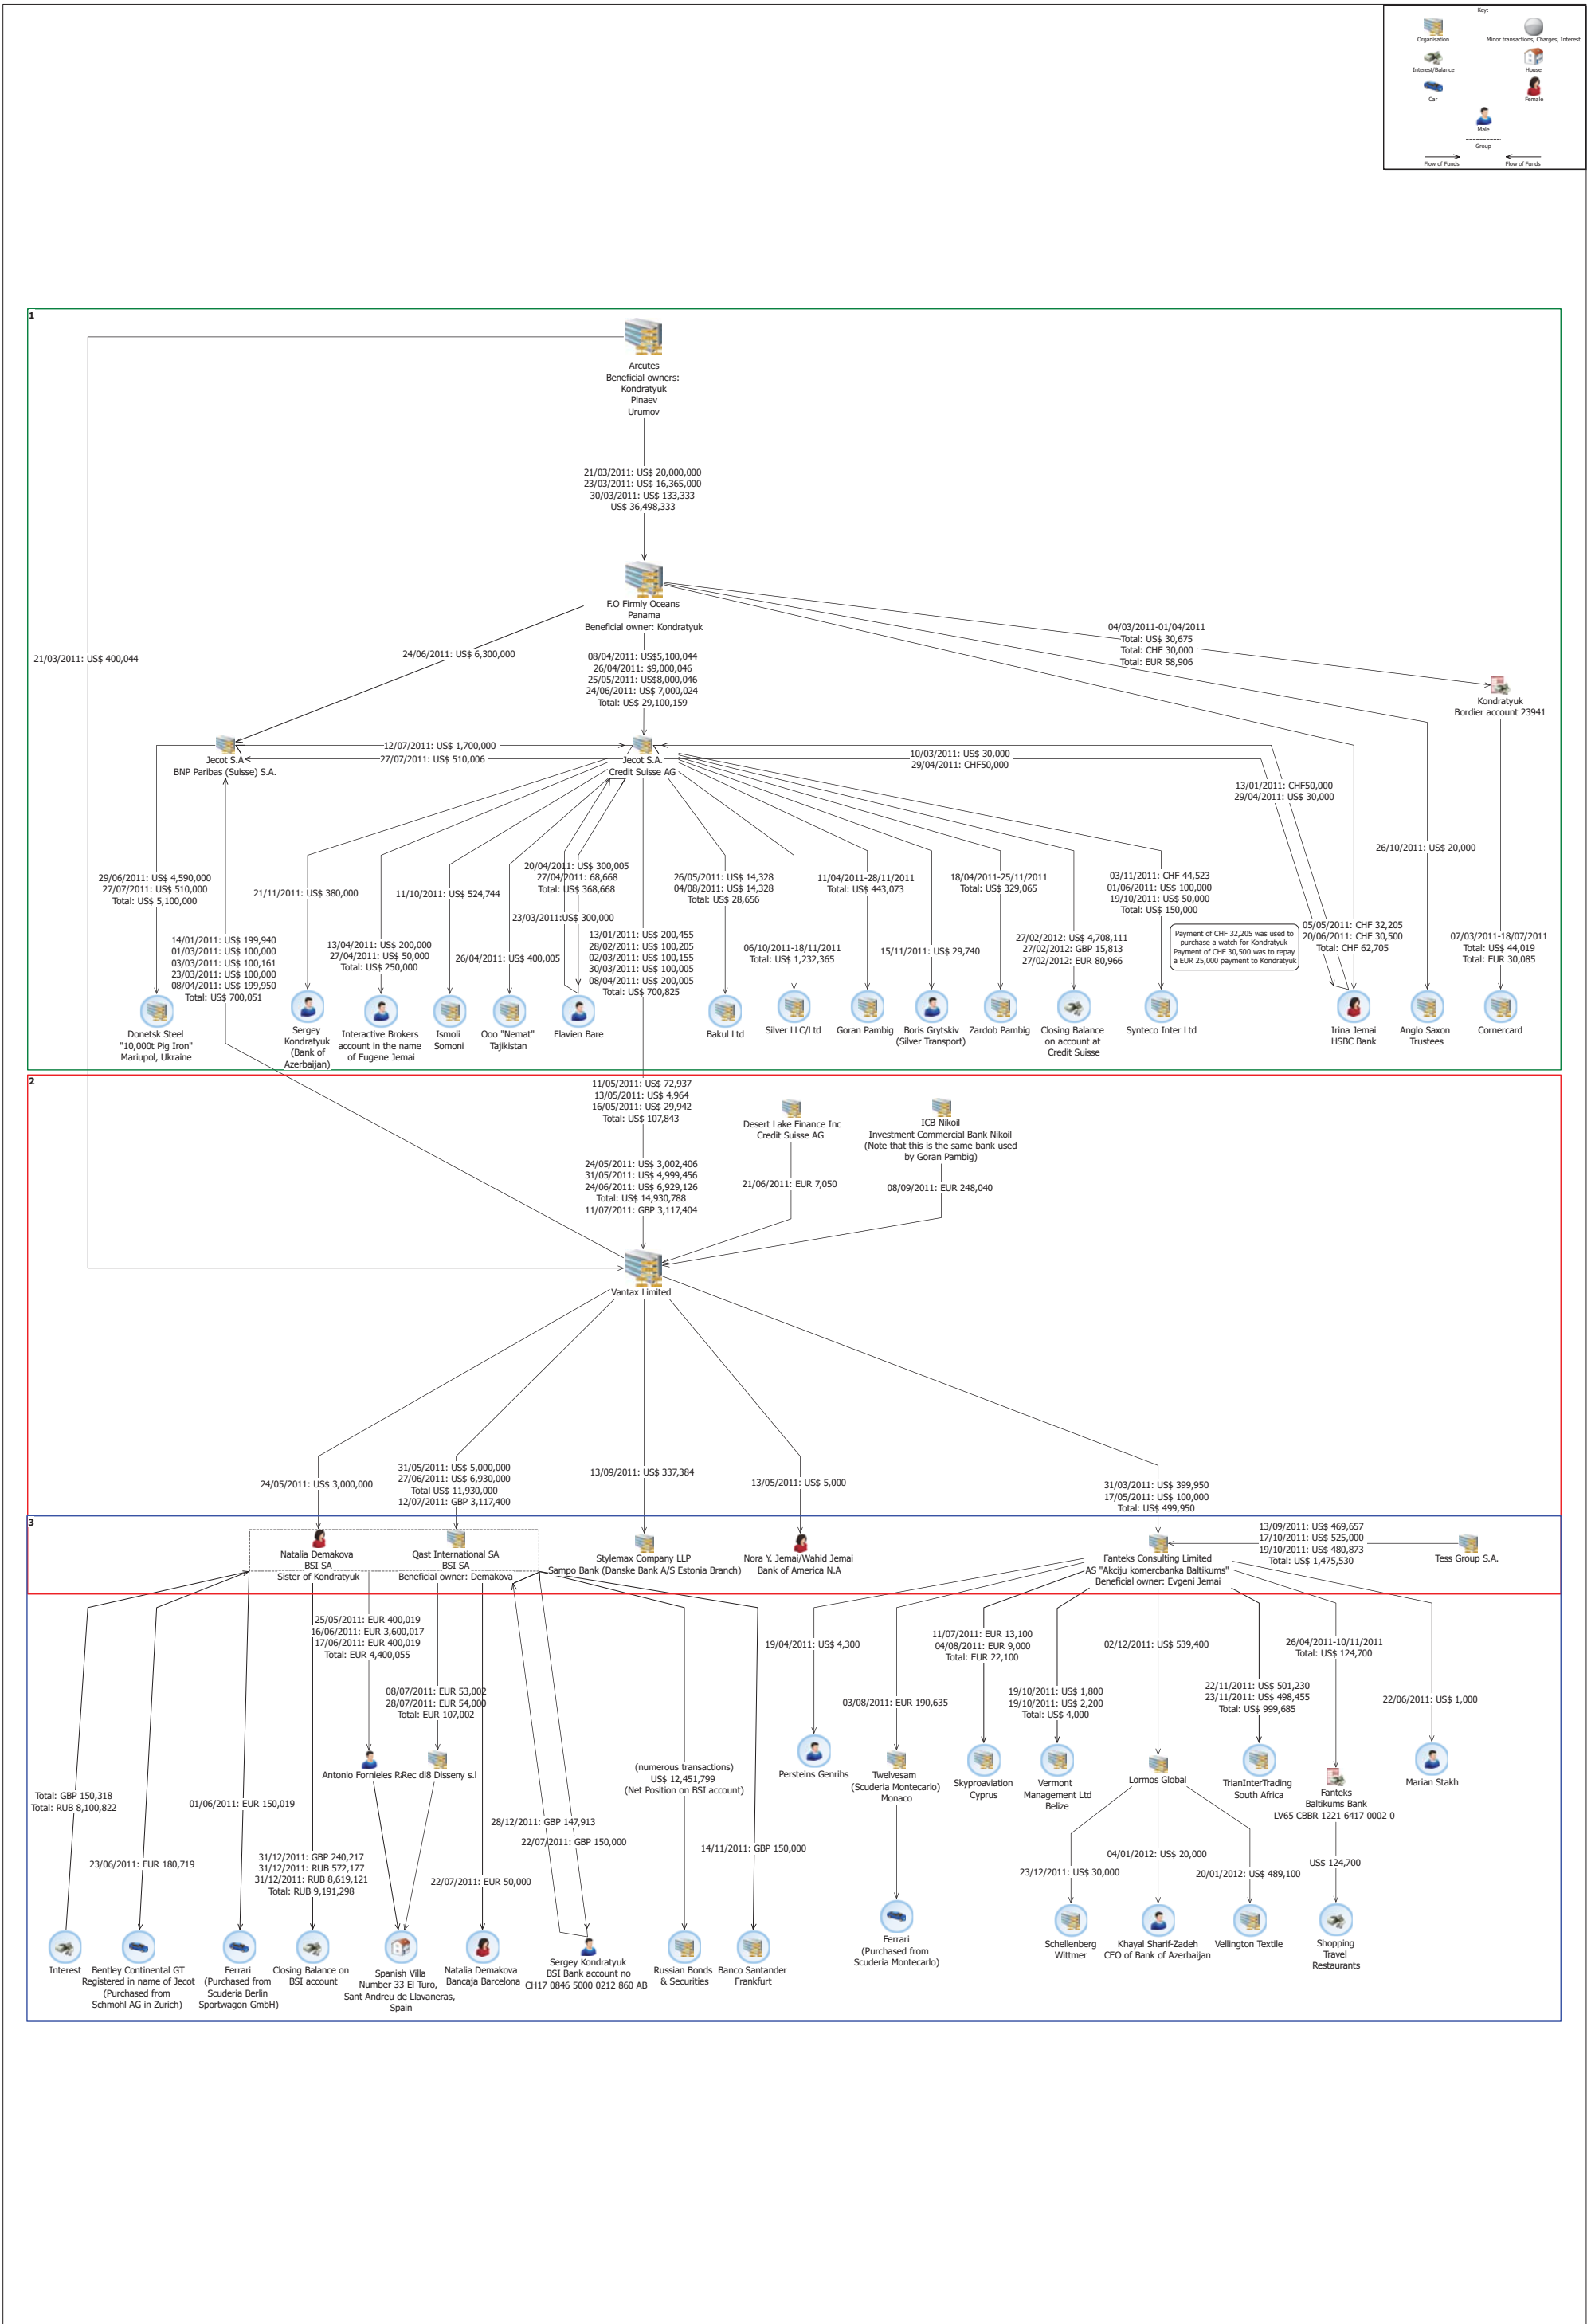 Key:
Organisation
Minor transactions, Charges, Interest
Interest/Balance
House
Car
Female
Male
Group
Flow of Funds
Flow of Funds
1
Arcutes
Beneficial owners:
Kondratyuk
Pinaev
Urumov
21/03/2011: US$ 20,000,000
23/03/2011: US$ 16,365,000
30/03/2011: US$ 133,333
US$ 36,498,333
F.O Firmly Oceans
Panama
Beneficial owner: Kondratyuk
21/03/2011: US$ 400,044
24/06/2011: US$ 6,300,000
08/04/2011: US$5,100,044
26/04/2011: $9,000,046
25/05/2011: US$8,000,046
24/06/2011: US$ 7,000,024
Total: US$ 29,100,159
04/03/2011-01/04/2011
Total: US$ 30,675
Total: CHF 30,000
Total: EUR 58,906
Kondratyuk
Bordier account 23941
Jecot S.A
BNP Paribas (Suisse) S.A.
12/07/2011: US$ 1,700,000
27/07/2011: US$ 510,006
Jecot S.A.
Credit Suisse AG
10/03/2011: US$ 30,000
29/04/2011: CHF50,000
13/01/2011: CHF50,000
29/04/2011: US$ 30,000
26/10/2011: US$ 20,000
29/06/2011: US$ 4,590,000
27/07/2011: US$ 510,000
Total: US$ 5,100,000
14/01/2011: US$ 199,940
01/03/2011: US$ 100,000
03/03/2011: US$ 100,161
23/03/2011: US$ 100,000
08/04/2011: US$ 199,950
Total: US$ 700,051
21/11/2011: US$ 380,000
13/04/2011: US$ 200,000
27/04/2011: US$ 50,000
Total: US$ 250,000
11/10/2011: US$ 524,744
26/04/2011: US$ 400,005
20/04/2011: US$ 300,005
27/04/2011: 68,668
Total: US$ 368,668
23/03/2011:US$ 300,000
13/01/2011: US$ 200,455
28/02/2011: US$ 100,205
02/03/2011: US$ 100,155
30/03/2011: US$ 100,005
08/04/2011: US$ 200,005
Total: US$ 700,825
26/05/2011: US$ 14,328
04/08/2011: US$ 14,328
Total: US$ 28,656
06/10/2011-18/11/2011
Total: US$ 1,232,365
11/04/2011-28/11/2011
Total: US$ 443,073
15/11/2011: US$ 29,740
18/04/2011-25/11/2011
Total: US$ 329,065
27/02/2012: US$ 4,708,111
27/02/2012: GBP 15,813
27/02/2012: EUR 80,966
03/11/2011: CHF 44,523
01/06/2011: US$ 100,000
19/10/2011: US$ 50,000
Total: US$ 150,000
Payment of CHF 32,205 was used to
purchase a watch for Kondratyuk
Payment of CHF 30,500 was to repay
a EUR 25,000 payment to Kondratyuk
05/05/2011: CHF 32,205
20/06/2011: CHF 30,500
Total: CHF 62,705
07/03/2011-18/07/2011
Total: US$ 44,019
Total: EUR 30,085
Donetsk Steel
"10,000t Pig Iron"
Mariupol, Ukraine
Sergey
Kondratyuk
(Bank of
Azerbaijan)
Interactive Brokers
account in the name
of Eugene Jemai
Ismoli
Somoni
Ooo "Nemat"
Tajikistan
Flavien Bare
Bakul Ltd
Silver LLC/Ltd
Goran Pambig
Boris Grytskiv
(Silver Transport)
Zardob Pambig
Closing Balance
on account at
Credit Suisse
Synteco Inter Ltd
Irina Jemai
HSBC Bank
Anglo Saxon
Trustees
Cornercard
2
11/05/2011: US$ 72,937
13/05/2011: US$ 4,964
16/05/2011: US$ 29,942
Total: US$ 107,843
24/05/2011: US$ 3,002,406
31/05/2011: US$ 4,999,456
24/06/2011: US$ 6,929,126
Total: US$ 14,930,788
11/07/2011: GBP 3,117,404
Desert Lake Finance Inc
Credit Suisse AG
21/06/2011: EUR 7,050
ICB Nikoil
Investment Commercial Bank Nikoil
(Note that this is the same bank used
by Goran Pambig)
08/09/2011: EUR 248,040
Vantax Limited
24/05/2011: US$ 3,000,000
31/05/2011: US$ 5,000,000
27/06/2011: US$ 6,930,000
Total US$ 11,930,000
12/07/2011: GBP 3,117,400
13/09/2011: US$ 337,384
13/05/2011: US$ 5,000
31/03/2011: US$ 399,950
17/05/2011: US$ 100,000
Total: US$ 499,950
3
Natalia Demakova
BSI SA
Sister of Kondratyuk
Qast International SA
BSI SA
Beneficial owner: Demakova
Stylemax Company LLP
Sampo Bank (Danske Bank A/S Estonia Branch)
Nora Y. Jemai/Wahid Jemai
Bank of America N.A
Fanteks Consulting Limited
AS "Akciju komercbanka Baltikums"
Beneficial owner: Evgeni Jemai
13/09/2011: US$ 469,657
17/10/2011: US$ 525,000
19/10/2011: US$ 480,873
Total: US$ 1,475,530
Tess Group S.A.
25/05/2011: EUR 400,019
16/06/2011: EUR 3,600,017
17/06/2011: EUR 400,019
Total: EUR 4,400,055
08/07/2011: EUR 53,002
28/07/2011: EUR 54,000
Total: EUR 107,002
19/04/2011: US$ 4,300
03/08/2011: EUR 190,635
11/07/2011: EUR 13,100
04/08/2011: EUR 9,000
Total: EUR 22,100
19/10/2011: US$ 1,800
19/10/2011: US$ 2,200
Total: US$ 4,000
02/12/2011: US$ 539,400
22/11/2011: US$ 501,230
23/11/2011: US$ 498,455
Total: US$ 999,685
26/04/2011-10/11/2011
Total: US$ 124,700
22/06/2011: US$ 1,000
Antonio Fornieles R
Rec di8 Disseny s.l
Persteins Genrihs
Twelvesam
(Scuderia Montecarlo)
Monaco
Skyproaviation
Cyprus
Vermont
Management Ltd
Belize
Lormos Global
TrianInterTrading
South Africa
Fanteks
Baltikums Bank
LV65 CBBR 1221 6417 0002 0
Marian Stakh
Total: GBP 150,318
Total: RUB 8,100,822
23/06/2011: EUR 180,719
01/06/2011: EUR 150,019
31/12/2011: GBP 240,217
31/12/2011: RUB 572,177
31/12/2011: RUB 8,619,121
Total: RUB 9,191,298
22/07/2011: EUR 50,000
28/12/2011: GBP 147,913
22/07/2011: GBP 150,000
(numerous transactions)
US$ 12,451,799
(Net Position on BSI account)
14/11/2011: GBP 150,000
23/12/2011: US$ 30,000
04/01/2012: US$ 20,000
20/01/2012: US$ 489,100
US$ 124,700
Interest
Bentley Continental GT
Registered in name of Jecot
(Purchased from
Schmohl AG in Zurich)
Ferrari
(Purchased from
Scuderia Berlin
Sportwagon GmbH)
Closing Balance on
BSI account
Spanish Villa
Number 33 El Turo,
Sant Andreu de Llavaneras,
Spain
Natalia Demakova
Bancaja Barcelona
Sergey Kondratyuk
BSI Bank account no
CH17 0846 5000 0212 860 AB
Russian Bonds
& Securities
Banco Santander
Frankfurt
Ferrari
(Purchased from
Scuderia Montecarlo)
Schellenberg
Wittmer
Khayal Sharif-Zadeh
CEO of Bank of Azerbaijan
Vellington Textile
Shopping
Travel
Restaurants